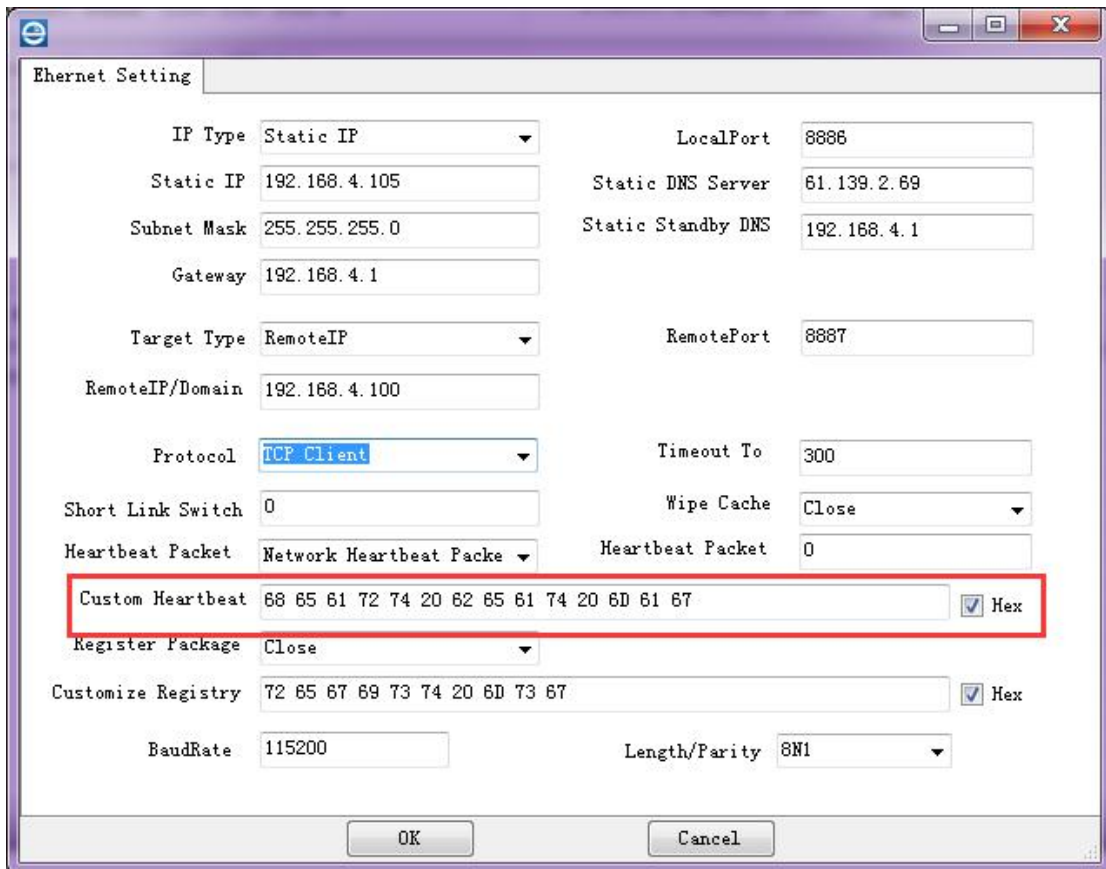 Ehernet Setting
IP Type Static IP LocalPort 8886
Static IP 192.168.4.105 Static DNS Server 61.139.2.69
Subnet Mask 255.255.255.0 Static Standby DNS 192.168.4.1
Gateway 192.168.4.1
Target Type RemoteIP RemotePort 8887
RemoteIP/Domain 192.168.4.100
Protocol TCP Client Timeout To 300
Short Link Switch 0 Wipe Cache Close
Heartbeat Packet Network Heartbeat Packe Heartbeat Packet 0
Custom Heartbeat 68 65 61 72 74 20 62 65 61 74 20 6D 61 67 Hex
Register Package Close
Customize Registry 72 65 67 69 73 74 20 6D 73 67 Hex
BaudRate 115200 Length/Parity 8N1
OK Cancel